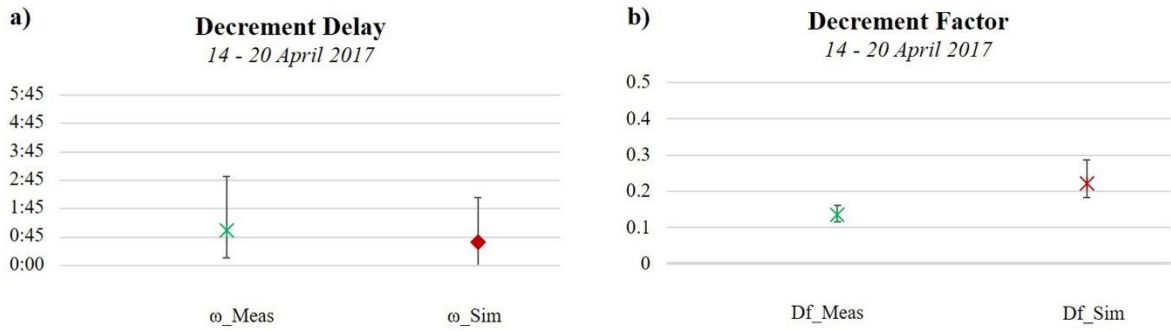 a)
Decrement Delay
14 - 20 April 2017
5:45
4:45
3:45
2:45
1:45
0:45
0:00
ω_Meas ω_Sim
b)
Decrement Factor
14 - 20 April 2017
0.5
0.4
0.3
0.2
0.1
0
Df_Meas Df_Sim